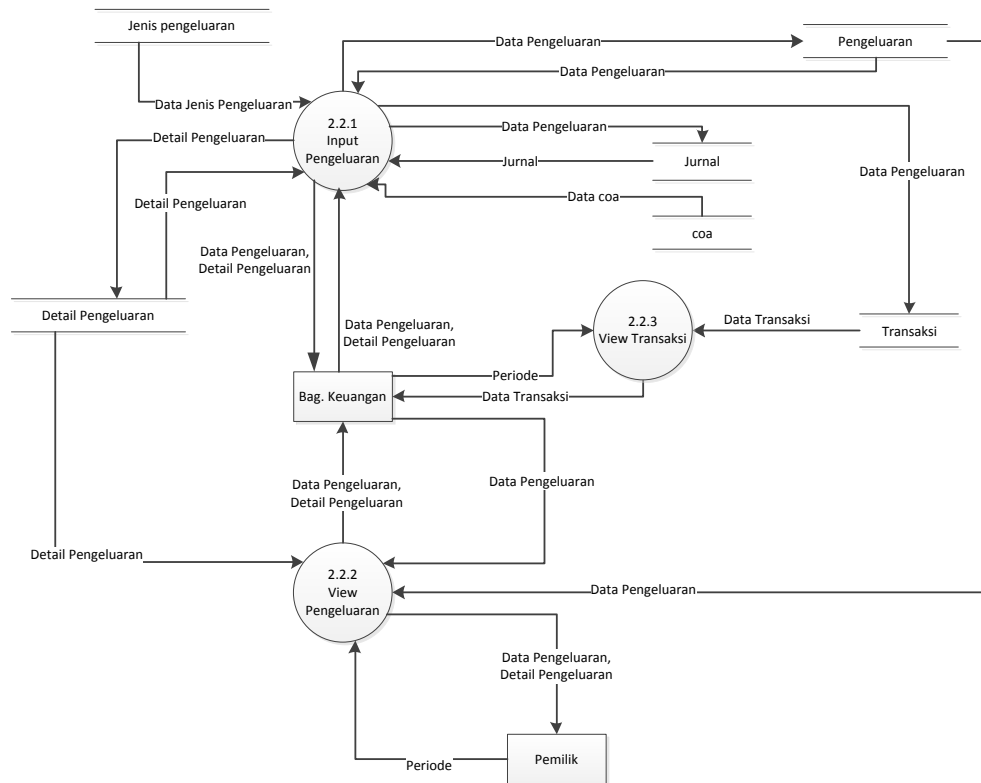 Jenis pengeluaran
Data Pengeluaran
Pengeluaran
Data Pengeluaran
Data Jenis Pengeluaran
2.2.1
Input
Pengeluaran
Data Pengeluaran
Detail Pengeluaran
Jurnal
Jurnal
Data Pengeluaran
Data coa
Detail Pengeluaran
coa
Data Pengeluaran,
Detail Pengeluaran
Detail Pengeluaran
Data Pengeluaran,
Detail Pengeluaran
2.2.3
View Transaksi
Data Transaksi
Transaksi
Periode
Bag. Keuangan
Data Transaksi
Data Pengeluaran,
Detail Pengeluaran
Data Pengeluaran
Detail Pengeluaran
2.2.2
View
Pengeluaran
Data Pengeluaran
Data Pengeluaran,
Detail Pengeluaran
Periode
Pemilik